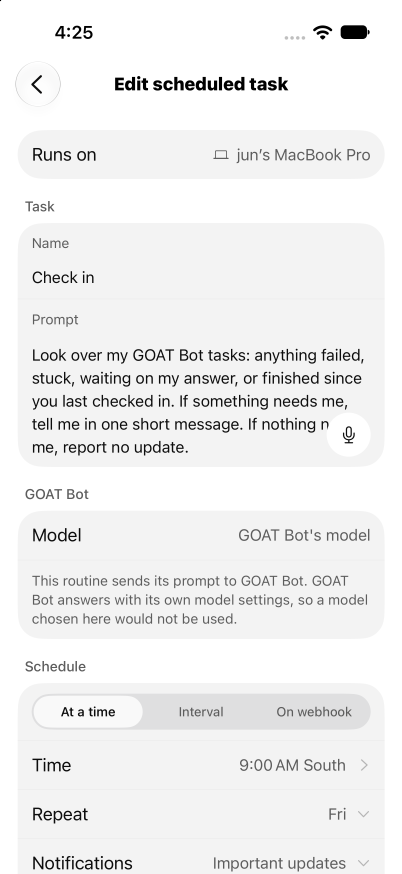 4:25
Edit scheduled task
Runs on jun’s MacBook Pro
Task
Name
Check in
Prompt
Look over my GOAT Bot tasks: anything failed,
stuck, waiting on my answer, or finished since
you last checked in. If something needs me,
tell me in one short message. If nothing
me, report no update.
GOAT Bot
Model GOAT Bot's model
This routine sends its prompt to GOAT Bot. GOAT
Bot answers with its own model settings, so a model
chosen here would not be used.
Schedule
At a time Interval On webhook
Time 9:00 AM South
Repeat Fri
Notifications Important updates